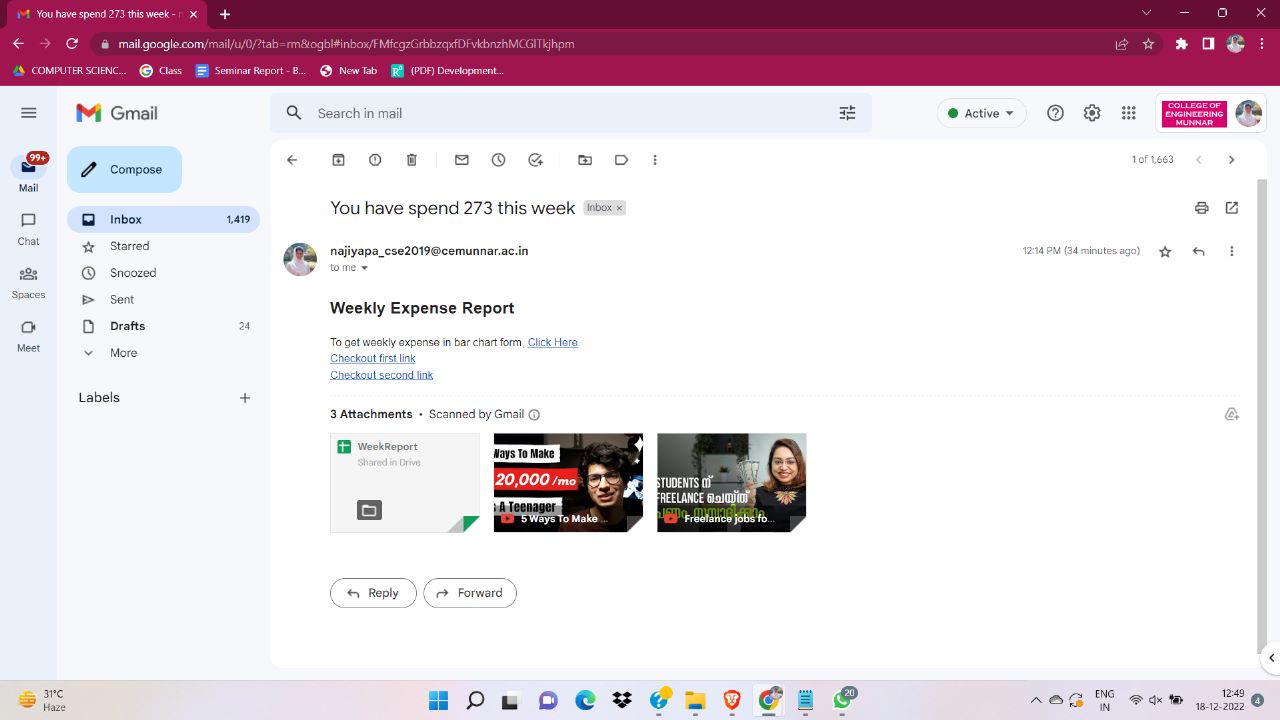 You have spend 273 this week - n
mail.google.com/mail/u/0/?tab=rm&ogbl#inbox/FMfcgzGrbbzqxfDFvkbnzhMCGlTkjhpm
COMPUTER SCIENC... Class Seminar Report - B... New Tab (PDF) Development...
Gmail
Search in mail
Active
COLLEGE OF
ENGINEERING
MUNNAR
99+
Mail
Chat
Spaces
Meet
Compose
Inbox 1,419
Starred
Snoozed
Sent
Drafts 24
More
Labels
1 of 1,663
You have spend 273 this week Inbox ×
najiyapa_cse2019@cemunnar.ac.in 12:14 PM (34 minutes ago)
to me
Weekly Expense Report
To get weekly expense in bar chart form, Click Here
Checkout first link
Checkout second link
3 Attachments • Scanned by Gmail
WeekReport
Shared in Drive
Ways To Make
20,000 /mo
s A Teenager
5 Ways To Make ...
STUDENTS ന്
FREELANCE ചെയ്ത്
പണം സമ്പാദിക്കാം
Freelance jobs fo...
Reply
Forward
31°C
Haze
20
ENG
IN
12:49
18-12-2022
4